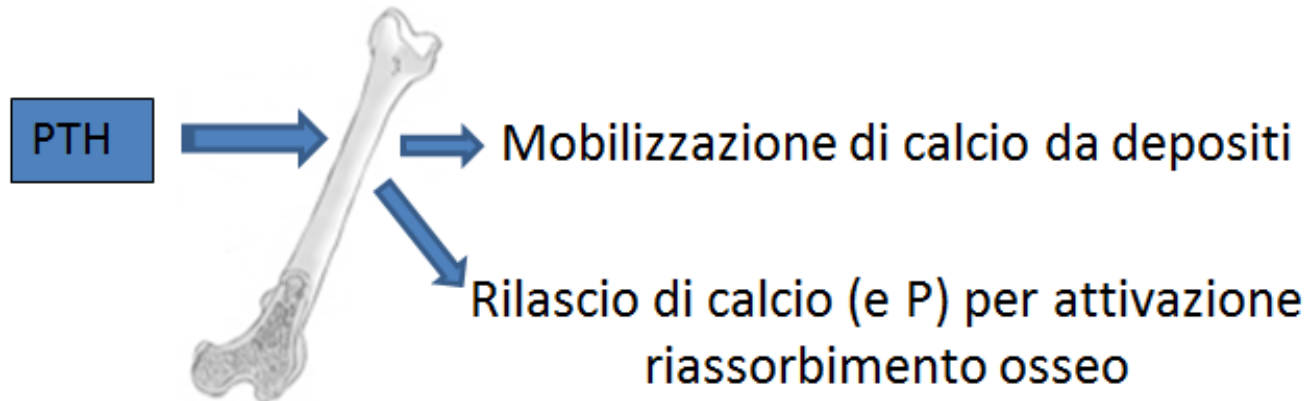 PTH
Mobilizzazione di calcio da depositi
Rilascio di calcio (e P) per attivazione
riassorbimento osseo